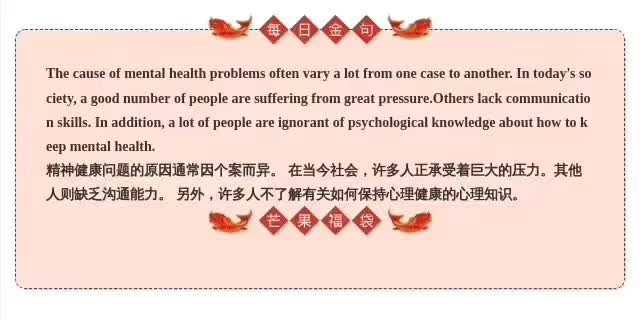 每日金句
The cause of mental health problems often vary a lot from one case to another. In today's so
ciety, a good number of people are suffering from great pressure.Others lack communicatio
n skills. In addition, a lot of people are ignorant of psychological knowledge about how to k
eep mental health.
精神健康问题的原因通常因个案而异。 在当今社会，许多人正承受着巨大的压力。其他
人则缺乏沟通能力。 另外，许多人不了解有关如何保持心理健康的心理知识。
芒果福袋